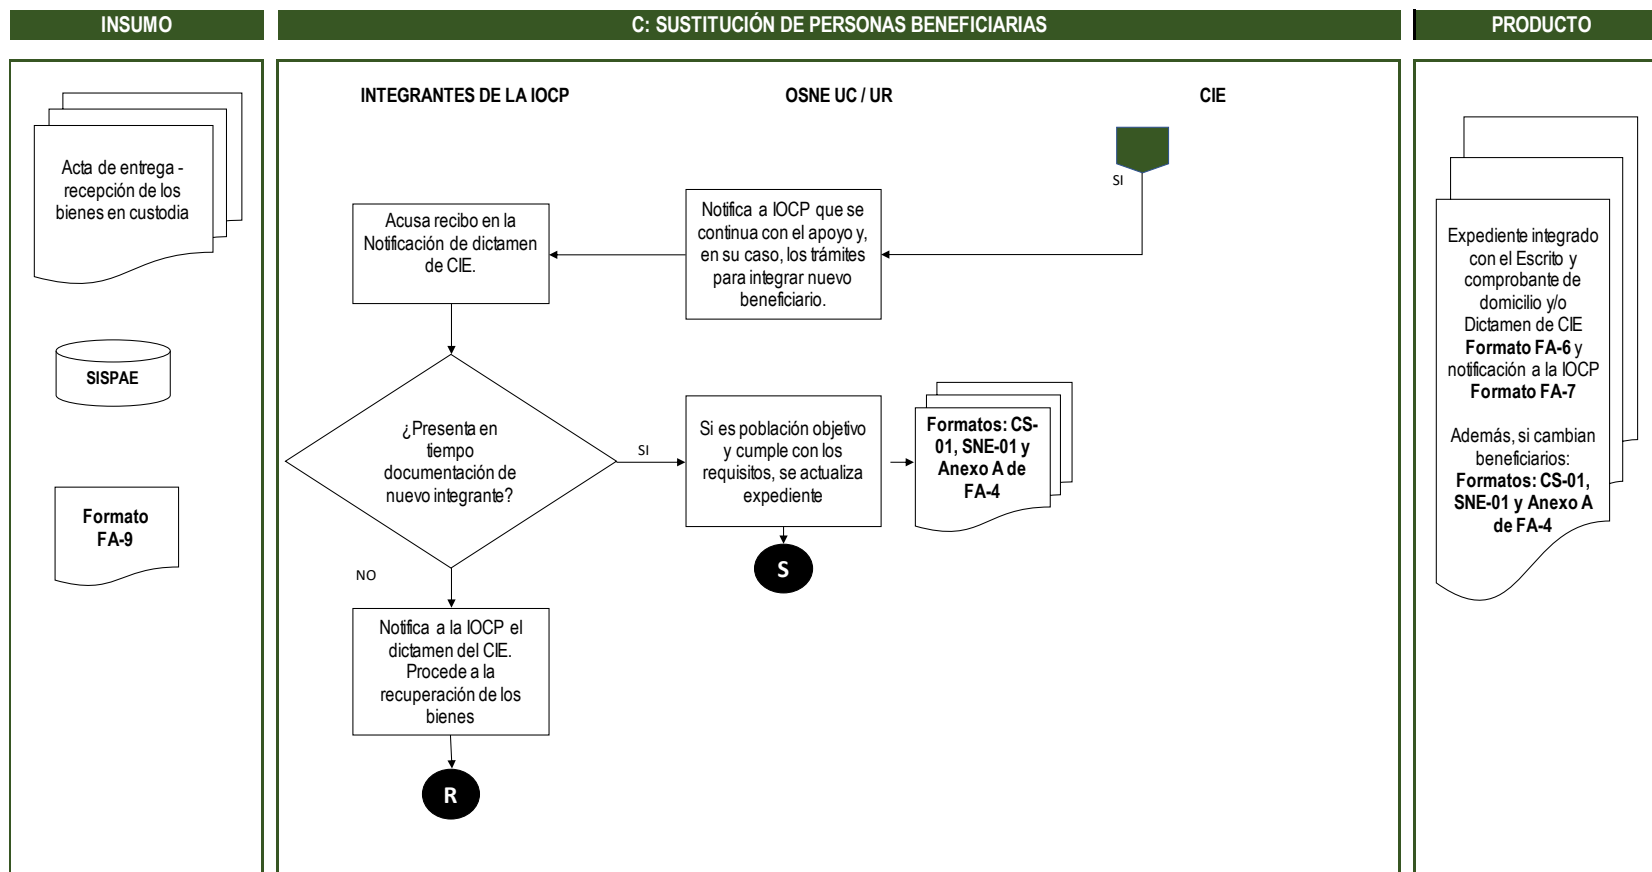 INSUMO
C: SUSTITUCIÓN DE PERSONAS BENEFICIARIAS
PRODUCTO
Acta de entrega -
recepción de los
bienes en custodia
SISPAE
Formato
FA-9
INTEGRANTES DE LA IOCP
OSNE UC / UR
CIE
SI
Notifica a IOCP que se
continua con el apoyo y,
en su caso, los trámites
para integrar nuevo
beneficiario.
Acusa recibo en la
Notificación de dictamen
de CIE.
¿Presenta en
tiempo
documentación de
nuevo integrante?
SI
Si es población objetivo
y cumple con los
requisitos, se actualiza
expediente
Formatos: CS-
01, SNE-01 y
Anexo A de
FA-4
S
NO
Notifica a la IOCP el
dictamen del CIE.
Procede a la
recuperación de los
bienes
R
Expediente integrado
con el Escrito y
comprobante de
domicilio y/o
Dictamen de CIE
Formato FA-6 y
notificación a la IOCP
Formato FA-7
Además, si cambian
beneficiarios:
Formatos: CS-01,
SNE-01 y Anexo A
de FA-4